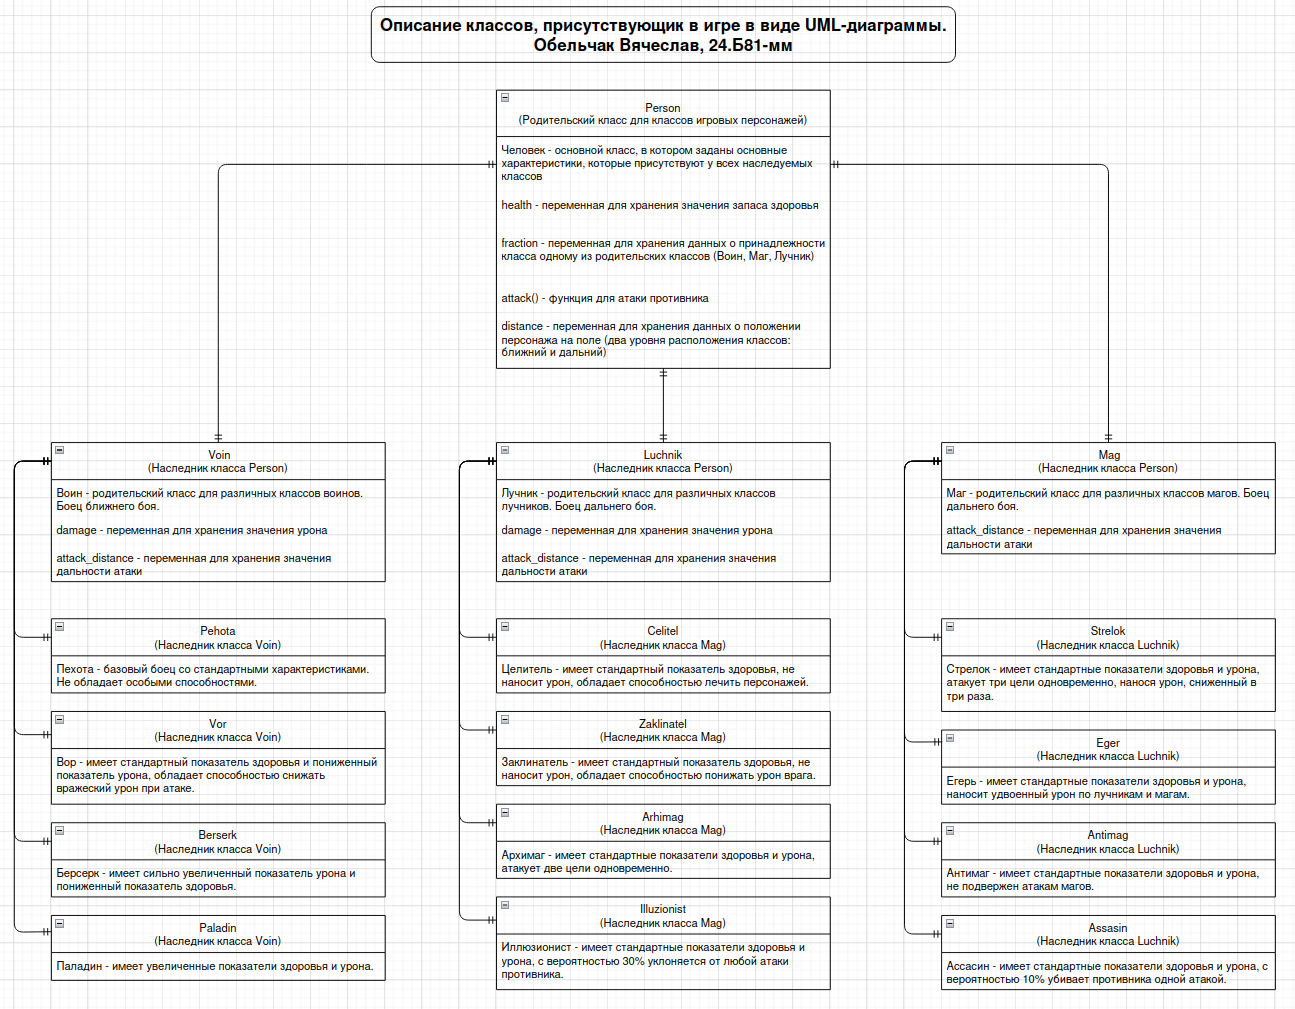 Описание классов, присутствующик в игре в виде UML-диаграммы.
Обельчак Вячеслав, 24.Б81-мм
Person
(Родительский класс для классов игровых персонажей)
Человек - основной класс, в котором заданы основные
характеристики, которые присутствуют у всех наследуемых
классов
health - переменная для хранения значения запаса здоровья
fraction - переменная для хранения данных о принадлежности
класса одному из родительских классов (Воин, Маг, Лучник)
attack() - функция для атаки противника
distance - переменная для хранения данных о положении
персонажа на поле (два уровня расположения классов:
ближний и дальний)
Voin
(Наследник класса Person)
Воин - родительский класс для различных классов воинов.
Боец ближнего боя.
damage - переменная для хранения значения урона
attack_distance - переменная для хранения значения
дальности атаки
Pehota
(Наследник класса Voin)
Пехота - базовый боец со стандартными характеристиками.
Не обладает особыми способностями.
Vor
(Наследник класса Voin)
Вор - имеет стандартный показатель здоровья и пониженный
показатель урона, обладает способностью снижать
вражеский урон при атаке.
Berserk
(Наследник класса Voin)
Берсерк - имеет сильно увеличенный показатель урона и
пониженный показатель здоровья.
Paladin
(Наследник класса Voin)
Паладин - имеет увеличенные показатели здоровья и урона.
Luchnik
(Наследник класса Person)
Лучник - родительский класс для различных классов
лучников. Боец дальнего боя.
damage - переменная для хранения значения урона
attack_distance - переменная для хранения значения
дальности атаки
Celitel
(Наследник класса Mag)
Целитель - имеет стандартный показатель здоровья, не
наносит урон, обладает способностью лечить персонажей.
Zaklinatel
(Наследник класса Mag)
Заклинатель - имеет стандартный показатель здоровья, не
наносит урон, обладает способностью понижать урон врага.
Arhimag
(Наследник класса Mag)
Архимаг - имеет стандартные показатели здоровья и урона,
атакует две цели одновременно.
Illuzionist
(Наследник класса Mag)
Иллюзионист - имеет стандартные показатели здоровья и
урона, с вероятностью 30% уклоняется от любой атаки
противника.
Mag
(Наследник класса Person)
Маг - родительский класс для различных классов магов. Боец
дальнего боя.
attack_distance - переменная для хранения значения
дальности атаки
Strelok
(Наследник класса Luchnik)
Стрелок - имеет стандартные показатели здоровья и урона,
атакует три цели одновременно, нанося урон, сниженный в
три раза.
Eger
(Наследник класса Luchnik)
Егерь - имеет стандартные показатели здоровья и урона,
наносит удвоенный урон по лучникам и магам.
Antimag
(Наследник класса Luchnik)
Антимаг - имеет стандартные показатели здоровья и урона,
не подвержен атакам магов.
Assasin
(Наследник класса Luchnik)
Ассасин - имеет стандартные показатели здоровья и урона, с
вероятностью 10% убивает противника одной атакой.